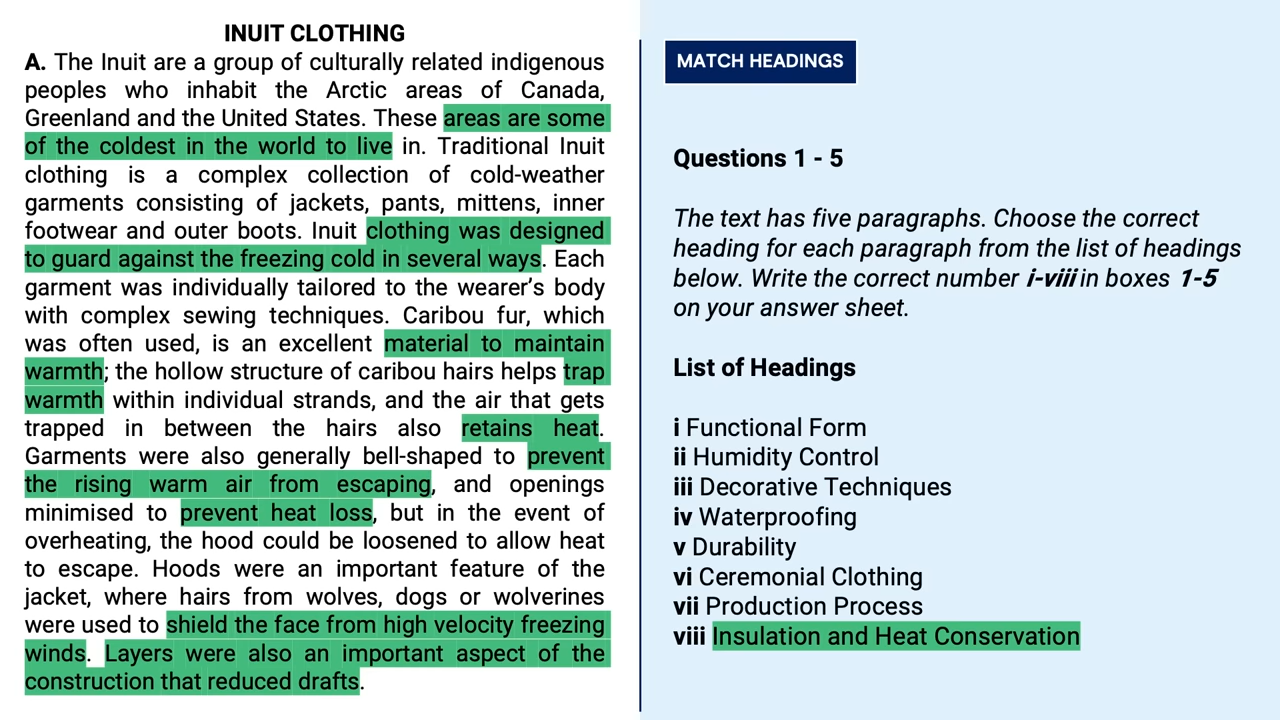 INUIT CLOTHING
A. The Inuit are a group of culturally related indigenous
peoples who inhabit the Arctic areas of Canada,
Greenland and the United States. These areas are some
of the coldest in the world to live in. Traditional Inuit
clothing is a complex collection of cold-weather
garments consisting of jackets, pants, mittens, inner
footwear and outer boots. Inuit clothing was designed
to guard against the freezing cold in several ways. Each
garment was individually tailored to the wearer’s body
with complex sewing techniques. Caribou fur, which
was often used, is an excellent material to maintain
warmth; the hollow structure of caribou hairs helps trap
warmth within individual strands, and the air that gets
trapped in between the hairs also retains heat.
Garments were also generally bell-shaped to prevent
the rising warm air from escaping, and openings
minimised to prevent heat loss, but in the event of
overheating, the hood could be loosened to allow heat
to escape. Hoods were an important feature of the
jacket, where hairs from wolves, dogs or wolverines
were used to shield the face from high velocity freezing
winds. Layers were also an important aspect of the
construction that reduced drafts.
MATCH HEADINGS
Questions 1 - 5
The text has five paragraphs. Choose the correct
heading for each paragraph from the list of headings
below. Write the correct number i-viii in boxes 1-5
on your answer sheet.
List of Headings
i Functional Form
ii Humidity Control
iii Decorative Techniques
iv Waterproofing
v Durability
vi Ceremonial Clothing
vii Production Process
viii Insulation and Heat Conservation